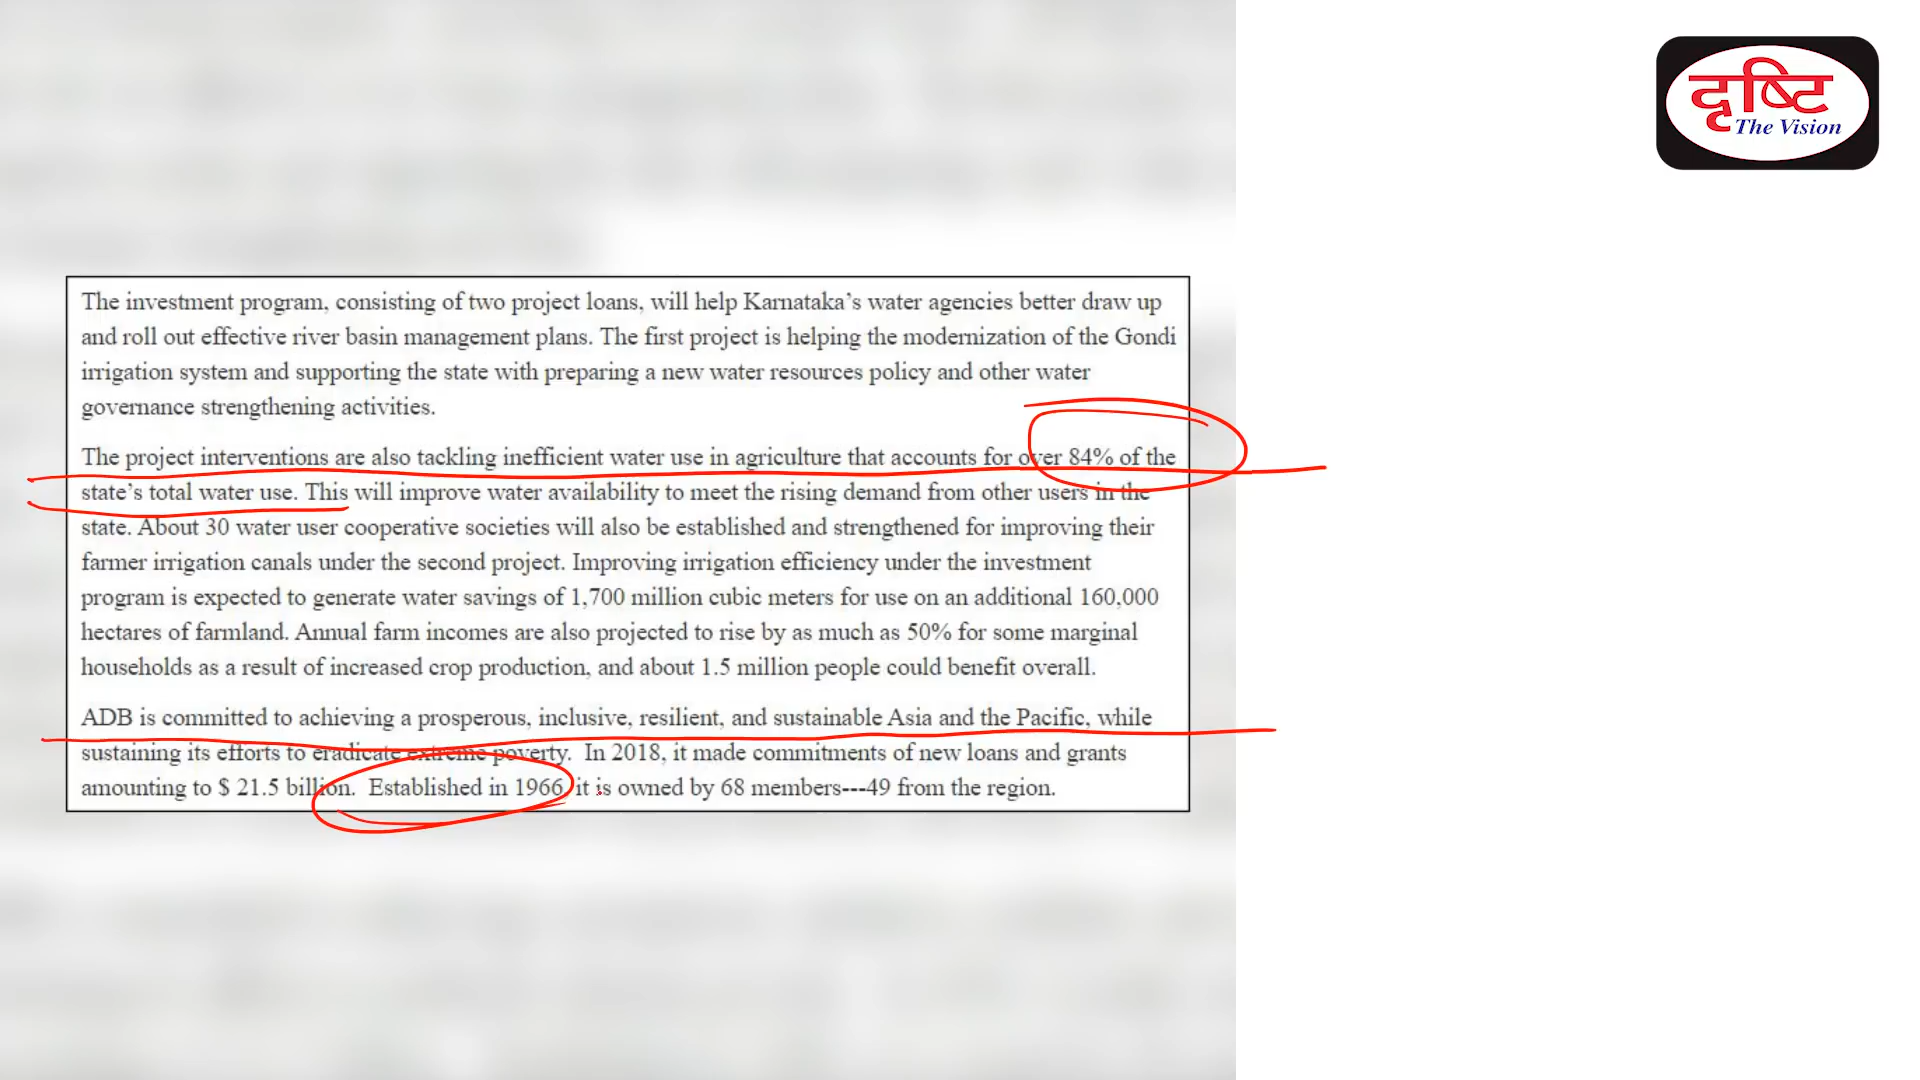 दृष्टि
The Vision
The investment program, consisting of two project loans, will help Karnataka’s water agencies better draw up
and roll out effective river basin management plans. The first project is helping the modernization of the Gondi
irrigation system and supporting the state with preparing a new water resources policy and other water
governance strengthening activities.
The project interventions are also tackling inefficient water use in agriculture that accounts for over 84% of the
state’s total water use. This will improve water availability to meet the rising demand from other users in the
state. About 30 water user cooperative societies will also be established and strengthened for improving their
farmer irrigation canals under the second project. Improving irrigation efficiency under the investment
program is expected to generate water savings of 1,700 million cubic meters for use on an additional 160,000
hectares of farmland. Annual farm incomes are also projected to rise by as much as 50% for some marginal
households as a result of increased crop production, and about 1.5 million people could benefit overall.
ADB is committed to achieving a prosperous, inclusive, resilient, and sustainable Asia and the Pacific, while
sustaining its efforts to eradicate extreme poverty. In 2018, it made commitments of new loans and grants
amounting to $ 21.5 billion. Established in 1966 it is owned by 68 members---49 from the region.